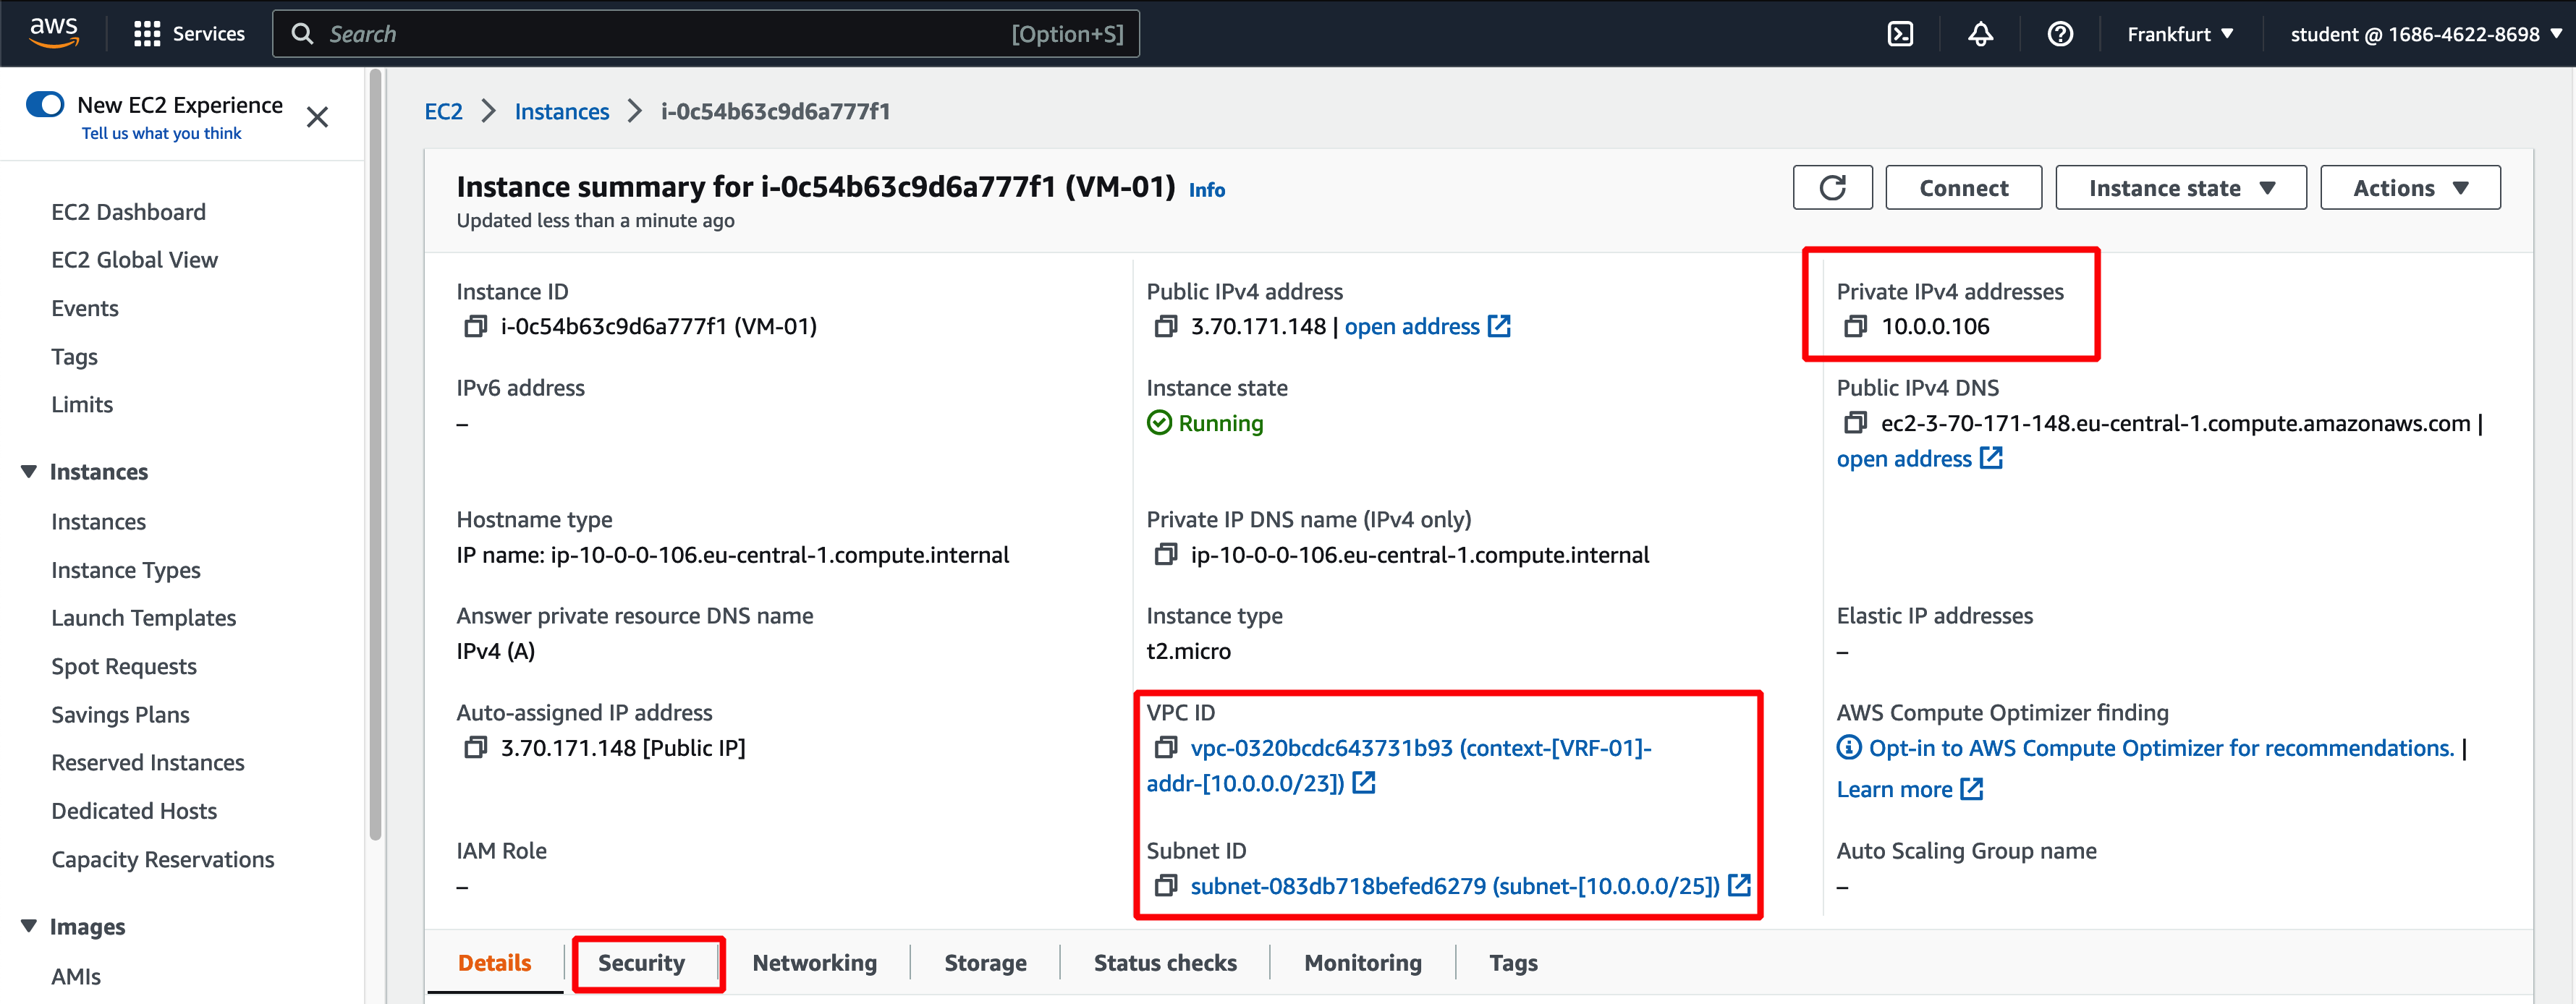 aws
Services
Search
[Option+S]
Frankfurt ▼
student @ 1686-4622-8698 ▼
New EC2 Experience
Tell us what you think
EC2 Dashboard
EC2 Global View
Events
Tags
Limits
Instances
Instances
Instance Types
Launch Templates
Spot Requests
Savings Plans
Reserved Instances
Dedicated Hosts
Capacity Reservations
Images
AMIs
EC2 > Instances > i-0c54b63c9d6a777f1
Instance summary for i-0c54b63c9d6a777f1 (VM-01) Info
Updated less than a minute ago
Connect
Instance state ▼
Actions ▼
Instance ID
i-0c54b63c9d6a777f1 (VM-01)
Public IPv4 address
3.70.171.148 | open address
Private IPv4 addresses
10.0.0.106
IPv6 address
–
Instance state
Running
Public IPv4 DNS
ec2-3-70-171-148.eu-central-1.compute.amazonaws.com |
open address
Hostname type
IP name: ip-10-0-0-106.eu-central-1.compute.internal
Private IP DNS name (IPv4 only)
ip-10-0-0-106.eu-central-1.compute.internal
Answer private resource DNS name
IPv4 (A)
Instance type
t2.micro
Elastic IP addresses
–
Auto-assigned IP address
3.70.171.148 [Public IP]
VPC ID
vpc-0320bcdc643731b93 (context-[VRF-01]-
addr-[10.0.0.0/23])
AWS Compute Optimizer finding
Opt-in to AWS Compute Optimizer for recommendations. |
Learn more
IAM Role
–
Subnet ID
subnet-083db718befed6279 (subnet-[10.0.0.0/25])
Auto Scaling Group name
–
Details
Security
Networking
Storage
Status checks
Monitoring
Tags